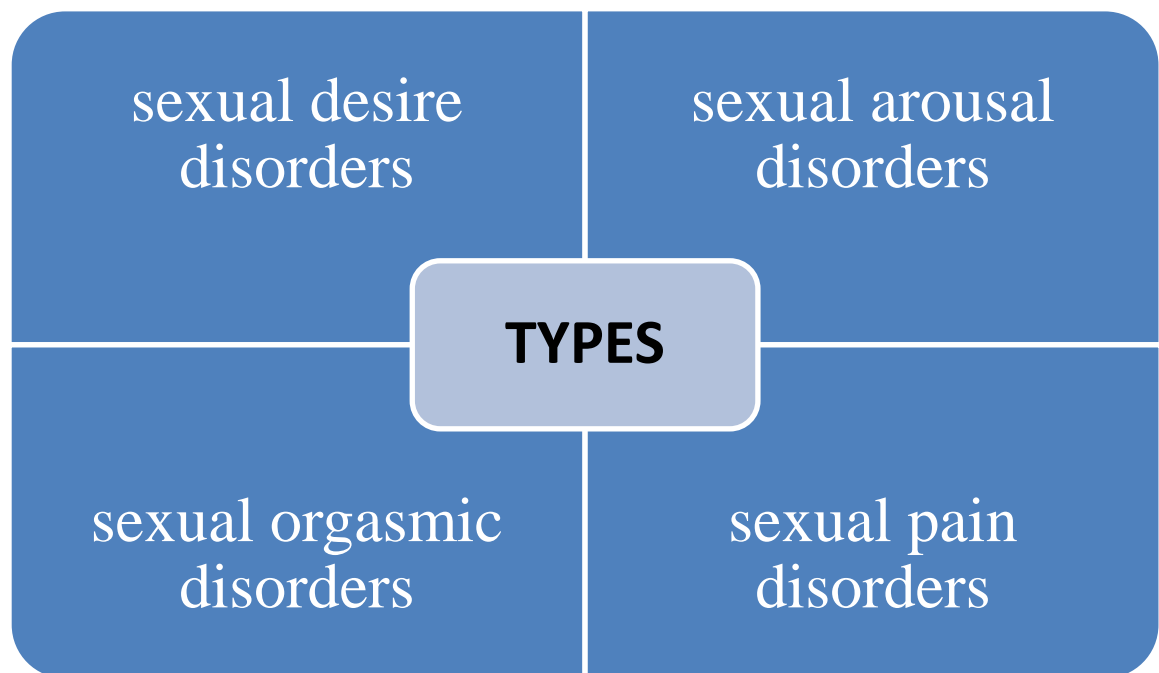 sexual desire
disorders
sexual arousal
disorders
TYPES
sexual orgasmic
disorders
sexual pain
disorders